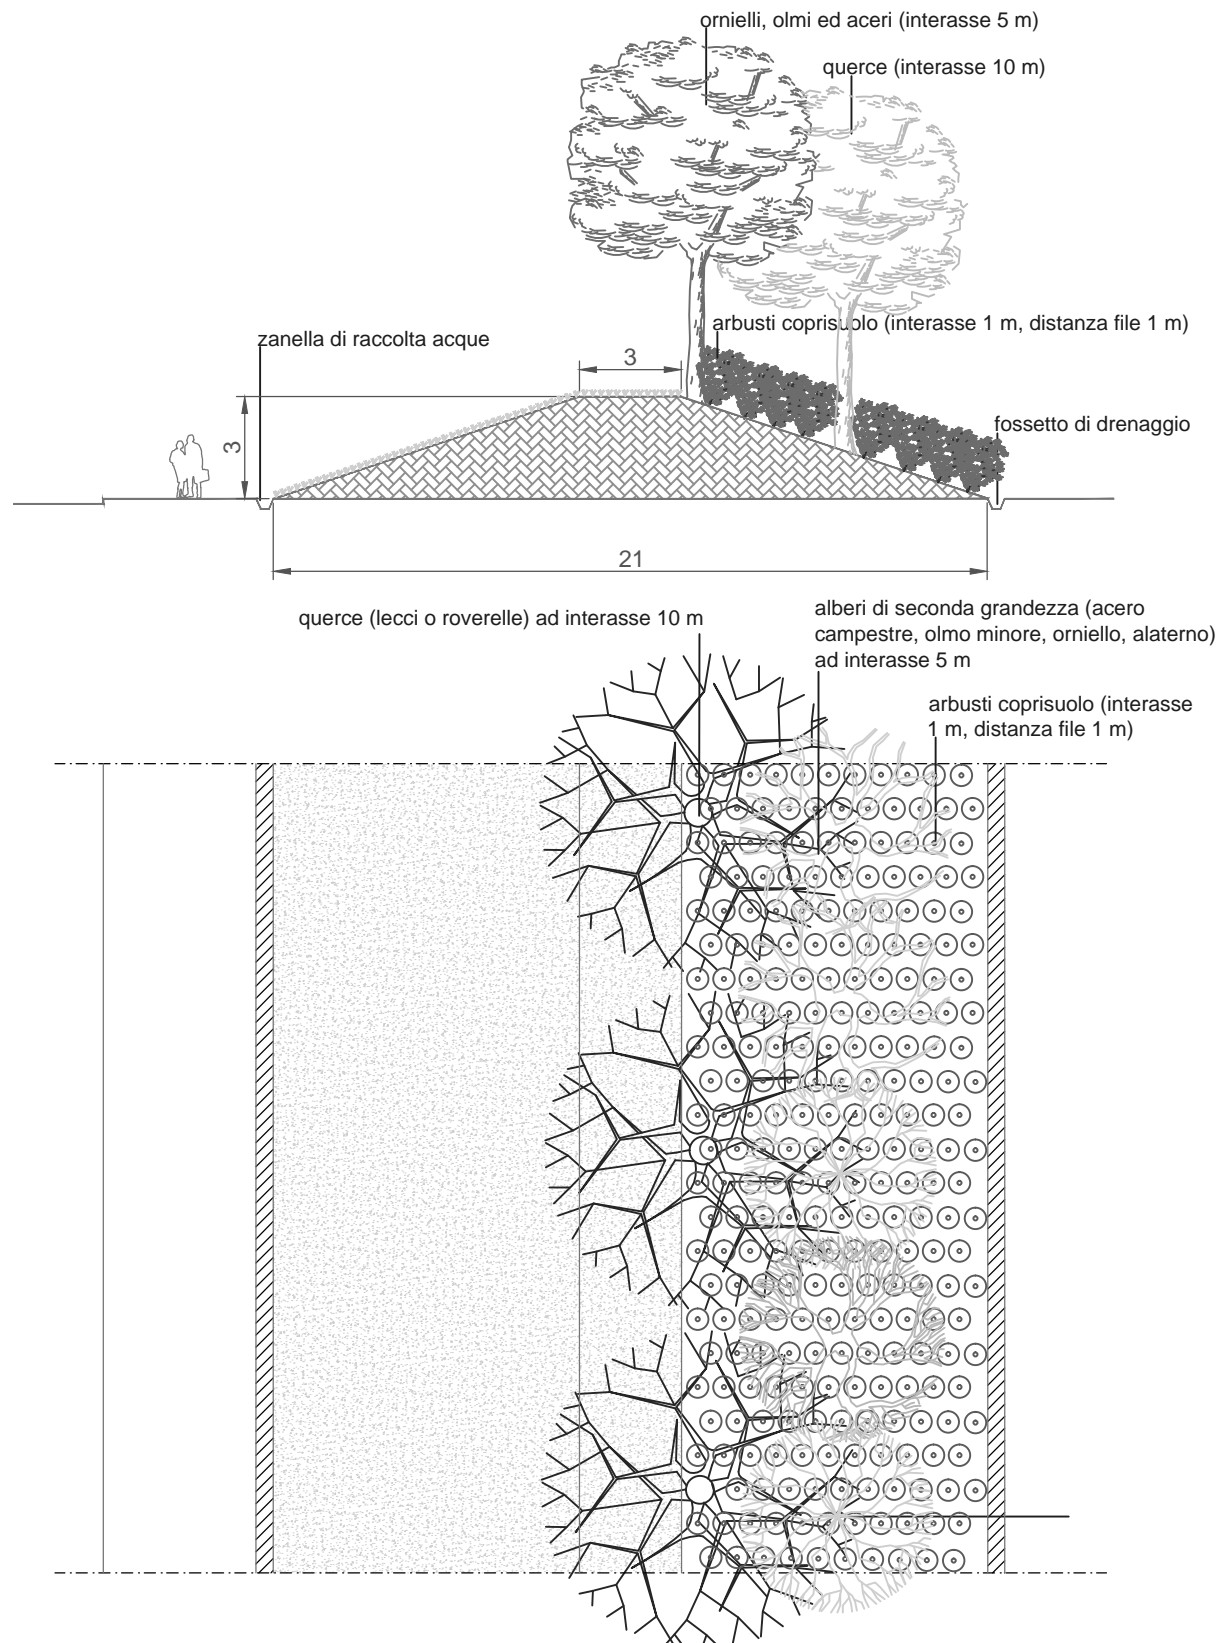 ornielli, olmi ed aceri (interasse 5 m)
querce (interasse 10 m)
arbusti coprisuolo (interasse 1 m, distanza file 1 m)
zanella di raccolta acque
3
3
fossetto di drenaggio
21
querce (lecci o roverelle) ad interasse 10 m
alberi di seconda grandezza (acero
campestre, olmo minore, orniello, alaterno)
ad interasse 5 m
arbusti coprisuolo (interasse
1 m, distanza file 1 m)